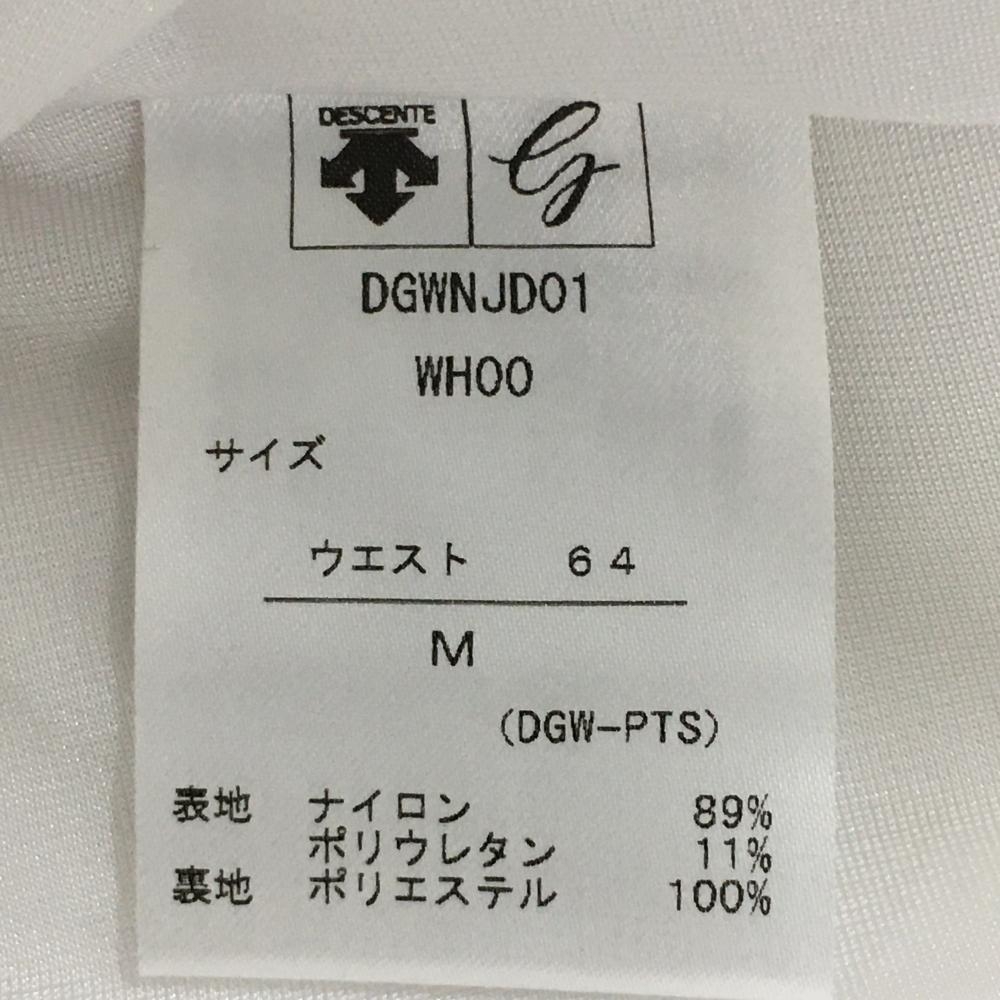 DESCENTE
DGWNJD01
WH00
サイズ
ウエスト 64
M
(DGW-PTS)
表地 ナイロン 89%
ポリウレタン 11%
裏地 ポリエステル 100%